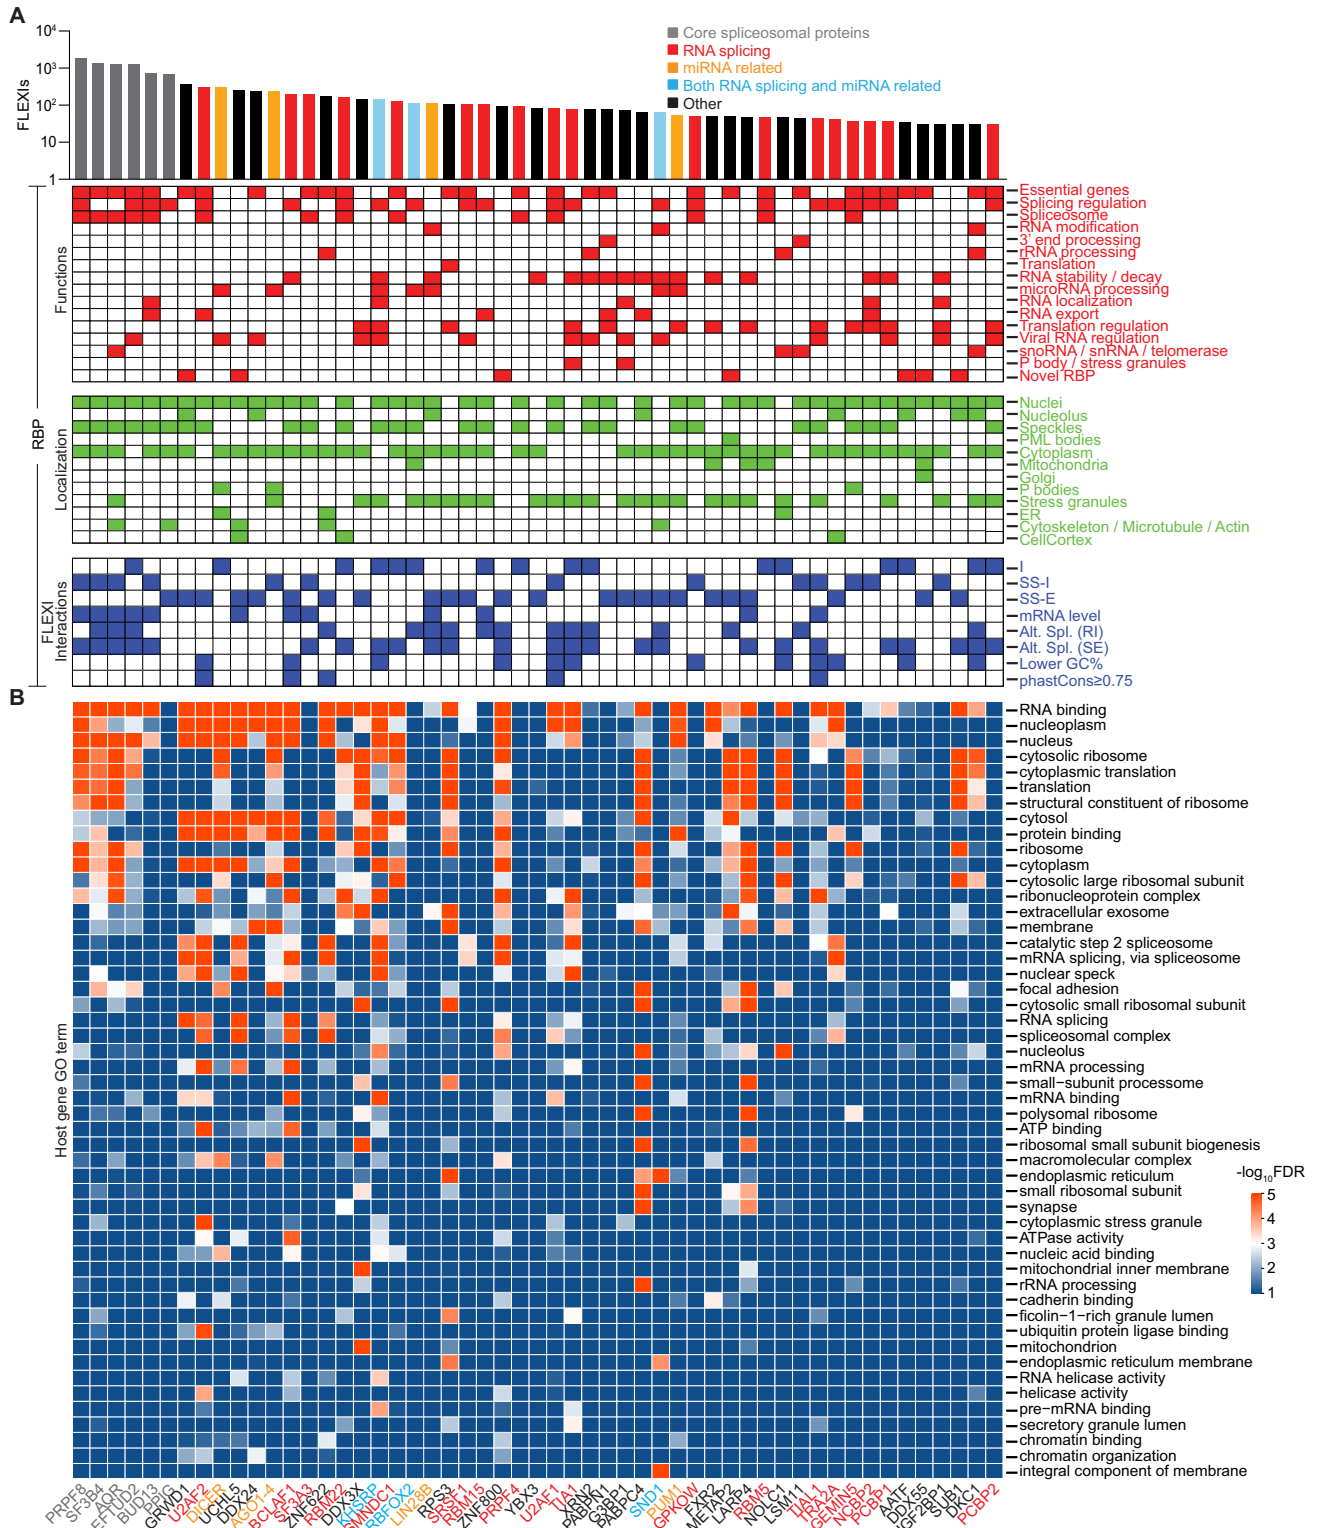 A
FLEXIs
10⁴
10³
10²
10
1
Core spliceosomal proteins
RNA splicing
miRNA related
Both RNA splicing and miRNA related
Other
RBP
Functions
Essential genes
Splicing regulation
Spliceosome
RNA modification
3' end processing
rRNA processing
Translation
RNA stability / decay
microRNA processing
RNA localization
RNA export
Translation regulation
Viral RNA regulation
snoRNA / snRNA / telomerase
P body / stress granules
Novel RBP
Localization
Nuclei
Nucleolus
Speckles
PML bodies
Cytoplasm
Mitochondria
Golgi
P bodies
Stress granules
ER
Cytoskeleton / Microtubule / Actin
CellCortex
FLEXI
Interactions
I
SS-I
SS-E
mRNA level
Alt. Spl. (RI)
Alt. Spl. (SE)
Lower GC%
phastCons≥0.75
B
Host gene GO term
RNA binding
nucleoplasm
nucleus
cytosolic ribosome
cytoplasmic translation
translation
structural constituent of ribosome
cytosol
protein binding
ribosome
cytoplasm
cytosolic large ribosomal subunit
ribonucleoprotein complex
extracellular exosome
membrane
catalytic step 2 spliceosome
mRNA splicing, via spliceosome
nuclear speck
focal adhesion
cytosolic small ribosomal subunit
RNA splicing
spliceosomal complex
nucleolus
mRNA processing
small−subunit processome
mRNA binding
polysomal ribosome
ATP binding
ribosomal small subunit biogenesis
macromolecular complex
endoplasmic reticulum
small ribosomal subunit
synapse
cytoplasmic stress granule
ATPase activity
nucleic acid binding
mitochondrial inner membrane
rRNA processing
cadherin binding
ficolin−1−rich granule lumen
ubiquitin protein ligase binding
mitochondrion
endoplasmic reticulum membrane
RNA helicase activity
helicase activity
pre−mRNA binding
secretory granule lumen
chromatin binding
chromatin organization
integral component of membrane
-log₁₀FDR
5
4
3
2
1
PRPF8
SF3B4
AQR
EFTUD2
BUD13
PPIG
GRWD1
U2AF2
DICER
UCHL5
DDX24
AGO1-4
BCLAF1
SF3A3
ZNF622
RBM22
DDX3X
KHSRP
SMNDC1
RBFOX2
LIN28B
RPS3
SRSF1
RBM15
ZNF800
PRPF4
YBX3
U2AF1
TIA1
XRN2
PABPN1
G3BP1
PABPC4
SND1
PUM1
GPKOW
FXR2
METAP2
LARP4
RBM5
NOLC1
LSM11
TIAL1
TRA2A
GEMIN5
NCBP2
PCBP1
AATF
DDX55
IGF2BP1
SUB1
DKC1
PCBP2